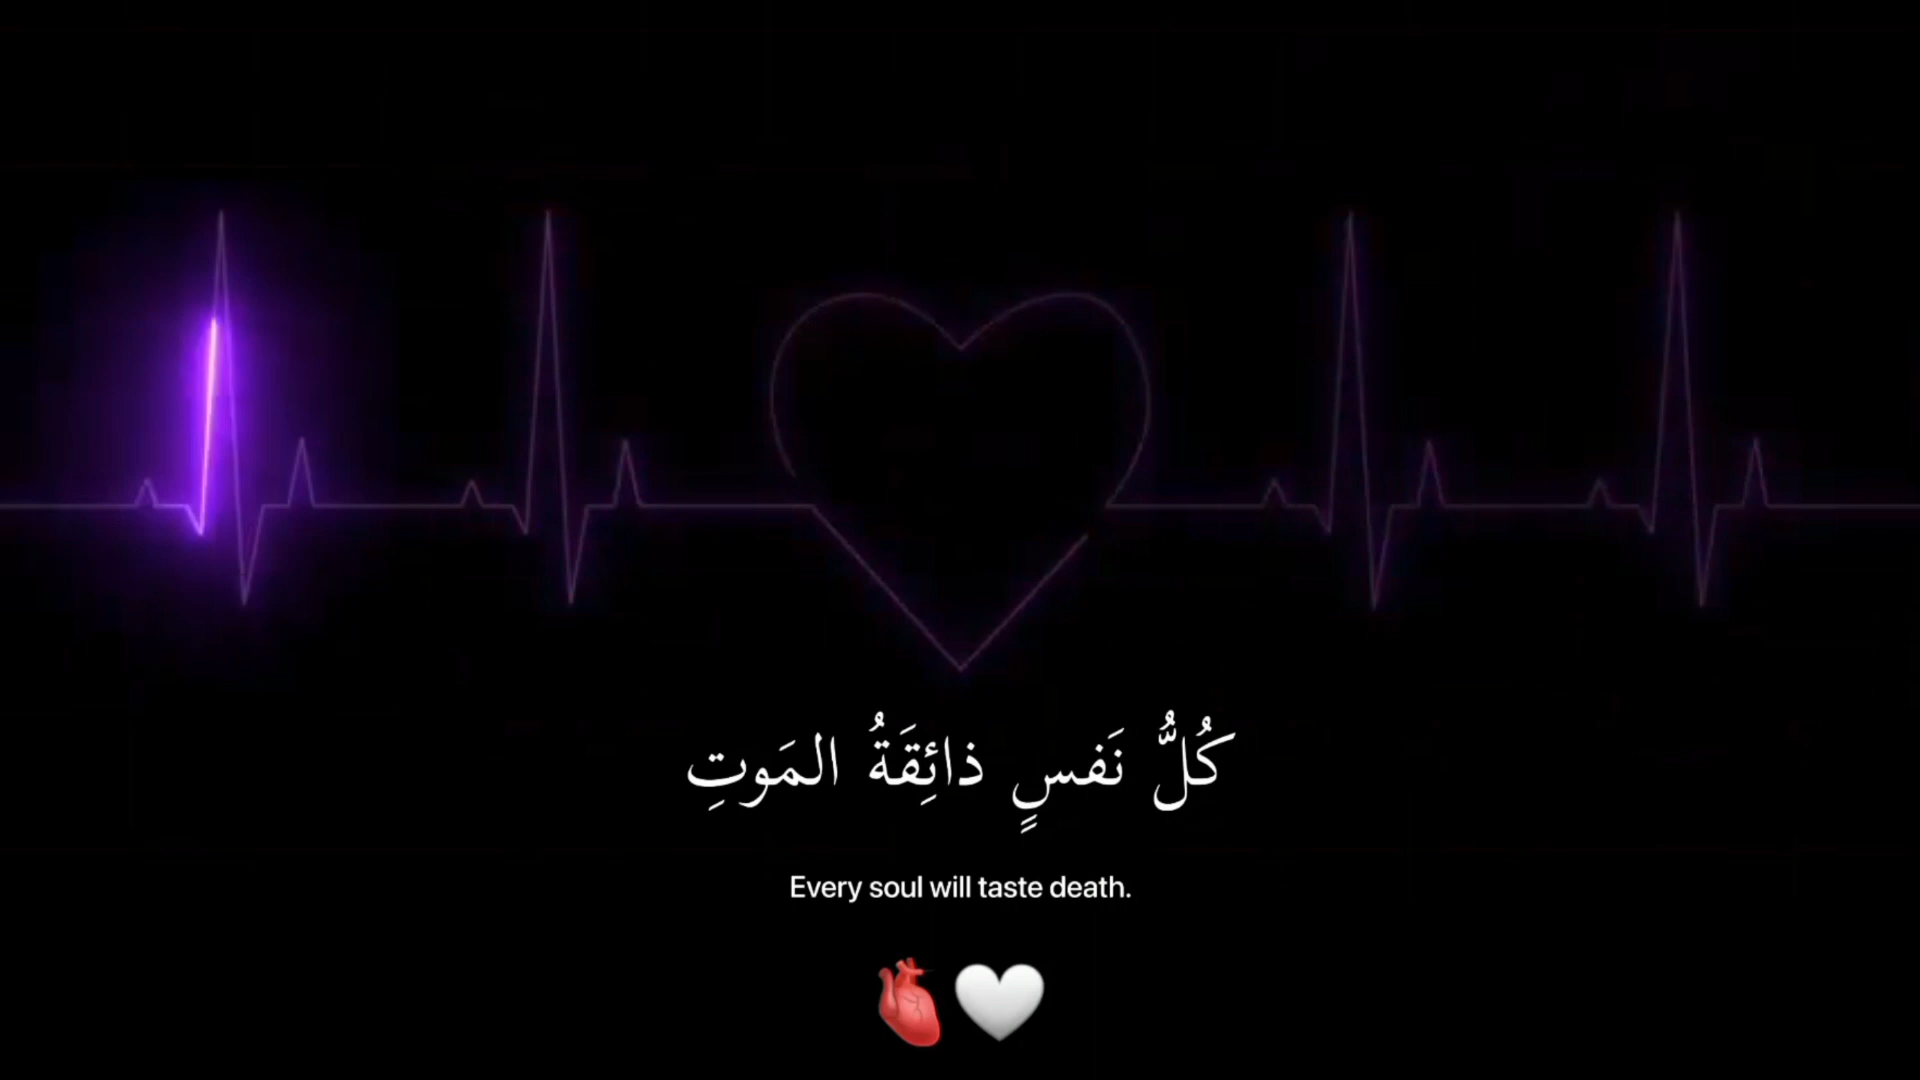 كُلُّ نَفسٍ ذائِقَةُ المَوتِ
Every soul will taste death.
🫀🤍